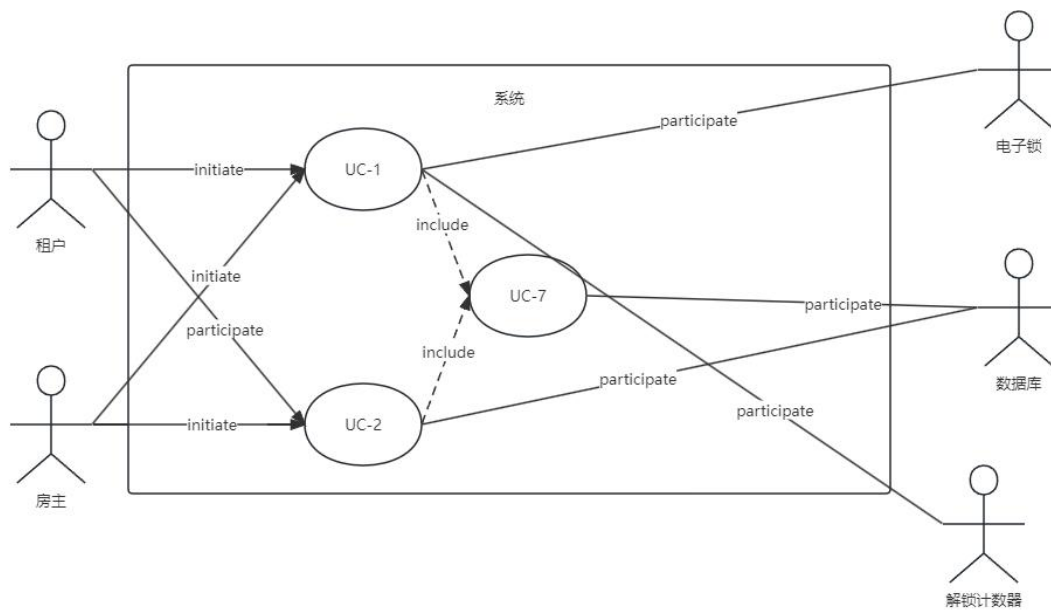 系统
participate
电子锁
initiate
UC-1
租户
include
initiate
UC-7
participate
participate
数据库
include
participate
participate
initiate
UC-2
房主
解锁计数器